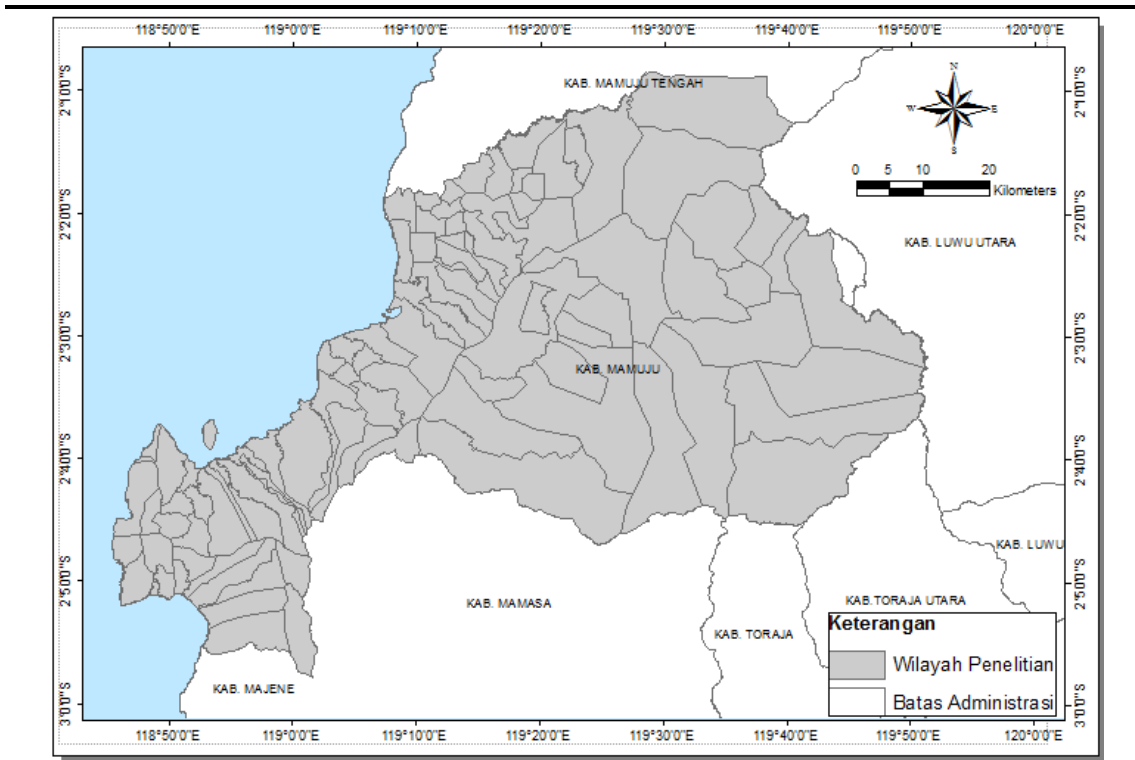 118°50'0"E 119°0'0"E 119°10'0"E 119°20'0"E 119°30'0"E 119°40'0"E 119°50'0"E 120°0'0"E
KAB. MAMUJU TENGAH
N
W E
S
2°10'0"S 2°10'0"S
0 5 10 20
Kilometers
2°20'0"S 2°20'0"S
KAB. LUWU UTARA
2°30'0"S 2°30'0"S
KAB. MAMUJU
2°40'0"S 2°40'0"S
KAB. LUWU
2°50'0"S 2°50'0"S
KAB. MAMASA
KAB. TORAJA UTARA
KAB. TORAJA
KAB. MAJENE
Keterangan
Wilayah Penelitian
Batas Administrasi
3°0'0"S 3°0'0"S
118°50'0"E 119°0'0"E 119°10'0"E 119°20'0"E 119°30'0"E 119°40'0"E 119°50'0"E 120°0'0"E